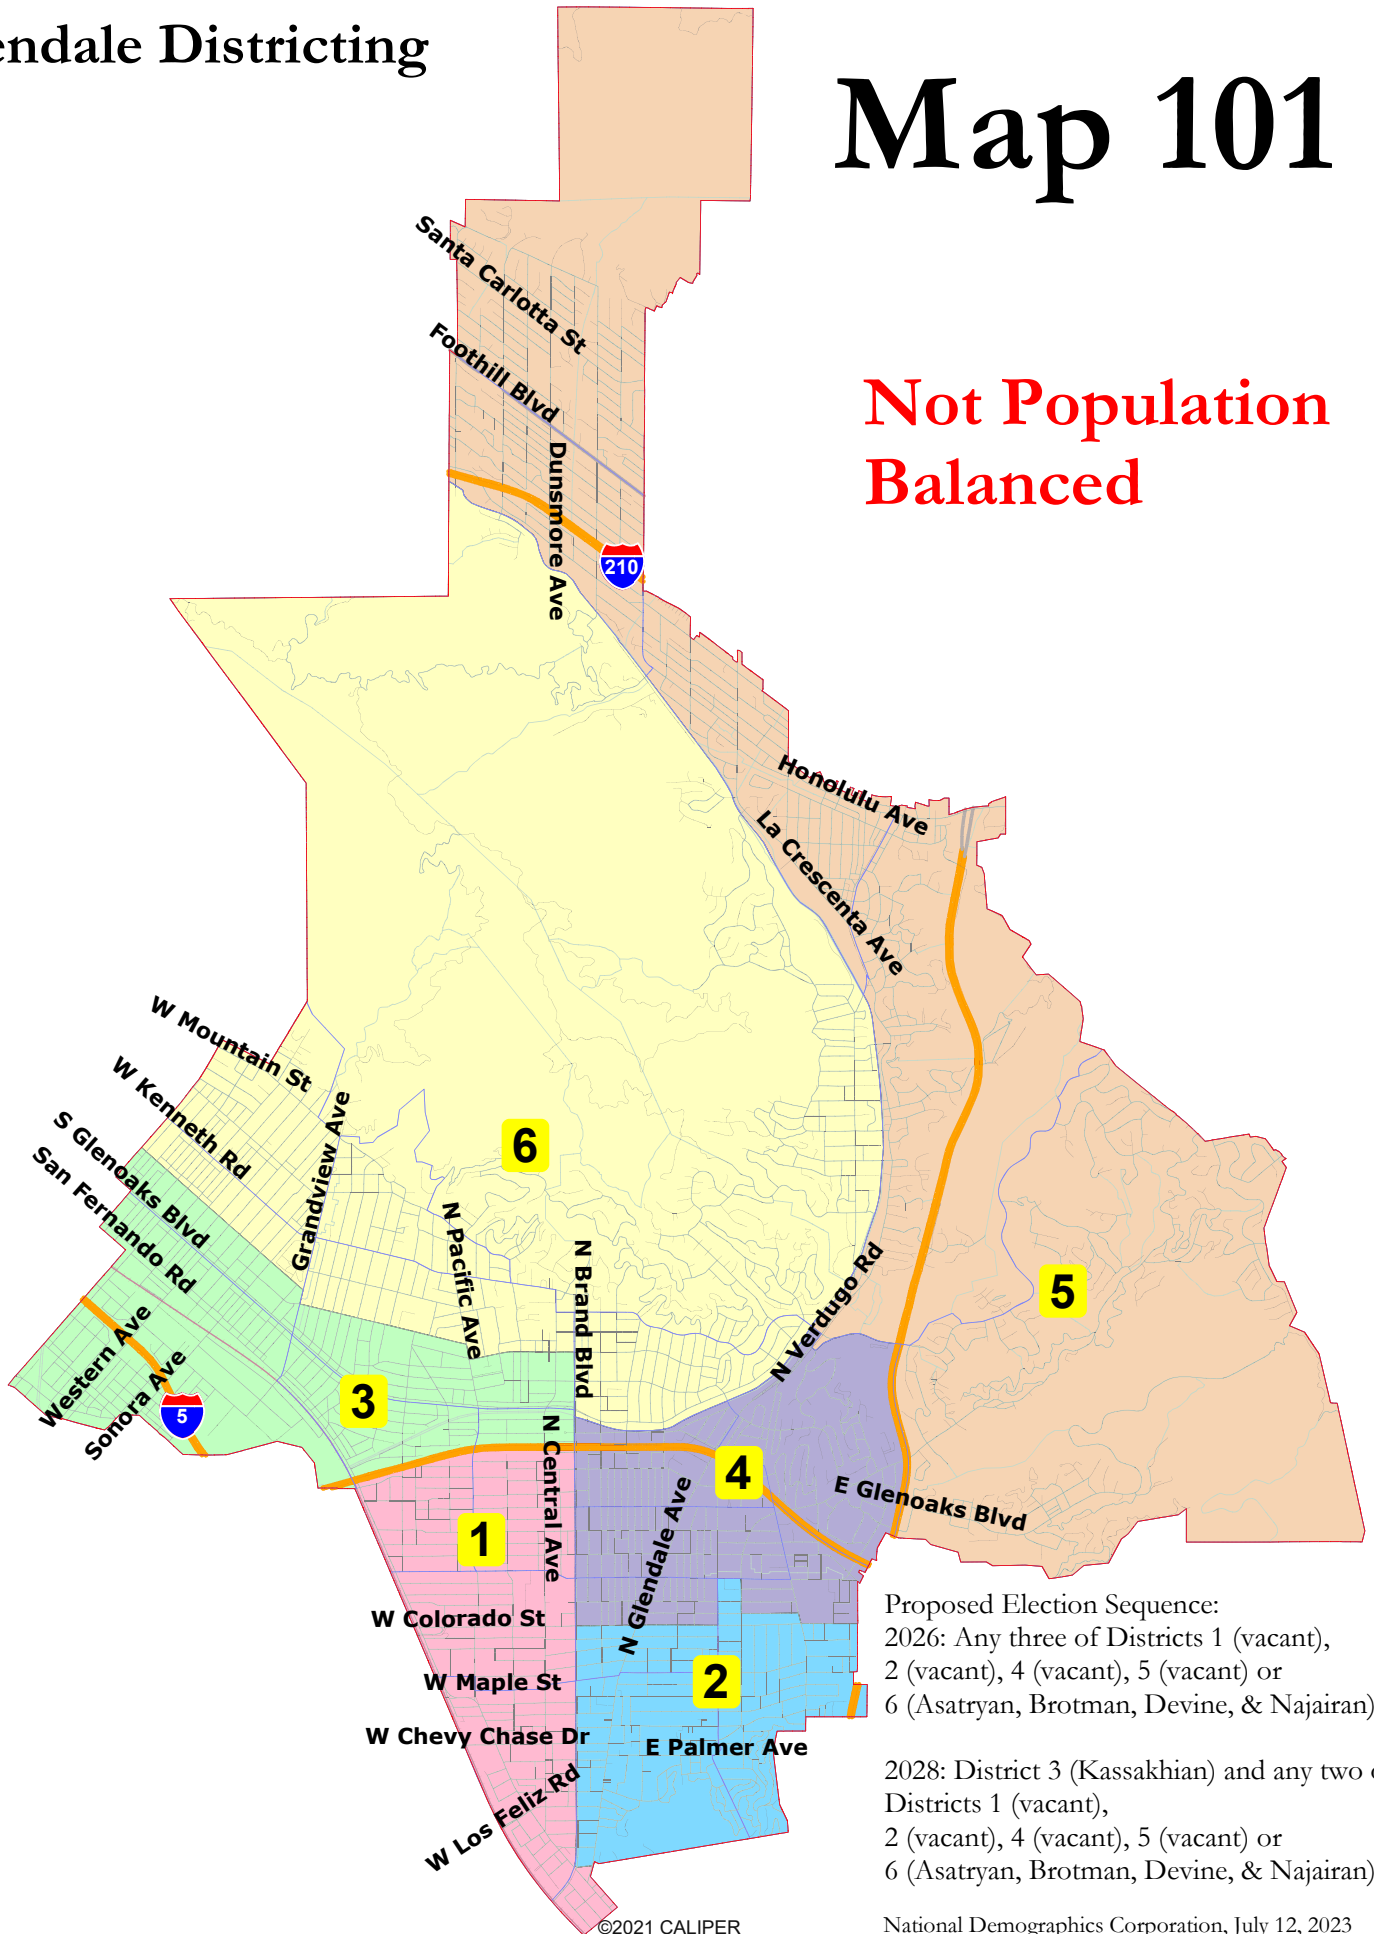 endale Districting
Map 101
Not Population
Balanced
Santa Carlotta St
Foothill Blvd
Dunsmore Ave
210
Honolulu Ave
La Crescenta Ave
W Mountain St
W Kenneth Rd
S Glenoaks Blvd
San Fernando Rd
Grandview Ave
6
N Pacific Ave
N Brand Blvd
N Verdugo Rd
5
Western Ave
Sonora Ave
5
3
N Central Ave
4
N Glendale Ave
E Glenoaks Blvd
1
W Colorado St
W Maple St
2
W Chevy Chase Dr
E Palmer Ave
W Los Feliz Rd
Proposed Election Sequence:
2026: Any three of Districts 1 (vacant),
2 (vacant), 4 (vacant), 5 (vacant) or
6 (Asatryan, Brotman, Devine, & Najairan)
2028: District 3 (Kassakhian) and any two
Districts 1 (vacant),
2 (vacant), 4 (vacant), 5 (vacant) or
6 (Asatryan, Brotman, Devine, & Najairan)
©2021 CALIPER
National Demographics Corporation, July 12, 2023